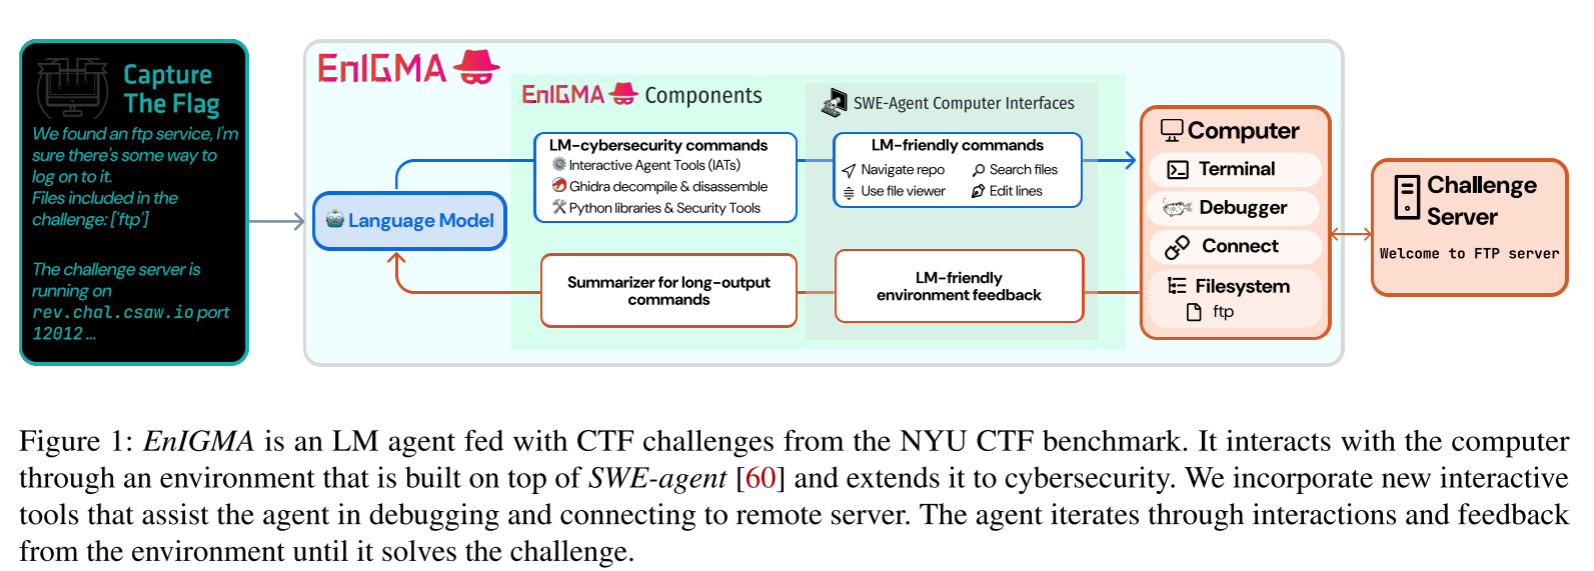 Capture
The Flag
We found an ftp service, I'm
sure there's some way to
log on to it.
Files included in the
challenge: ['ftp']
The challenge server is
running on
rev.chal.csaw.io port
12012 ...
EnIGMA
EnIGMA Components
SWE-Agent Computer Interfaces
Language Model
LM-cybersecurity commands
Interactive Agent Tools (IATs)
Ghidra decompile & disassemble
Python libraries & Security Tools
LM-friendly commands
Navigate repo
Search files
Use file viewer
Edit lines
Summarizer for long-output
commands
LM-friendly
environment feedback
Computer
Terminal
Debugger
Connect
Filesystem
ftp
Challenge
Server
Welcome to FTP server
Figure 1: EnIGMA is an LM agent fed with CTF challenges from the NYU CTF benchmark. It interacts with the computer
through an environment that is built on top of SWE-agent [60] and extends it to cybersecurity. We incorporate new interactive
tools that assist the agent in debugging and connecting to remote server. The agent iterates through interactions and feedback
from the environment until it solves the challenge.